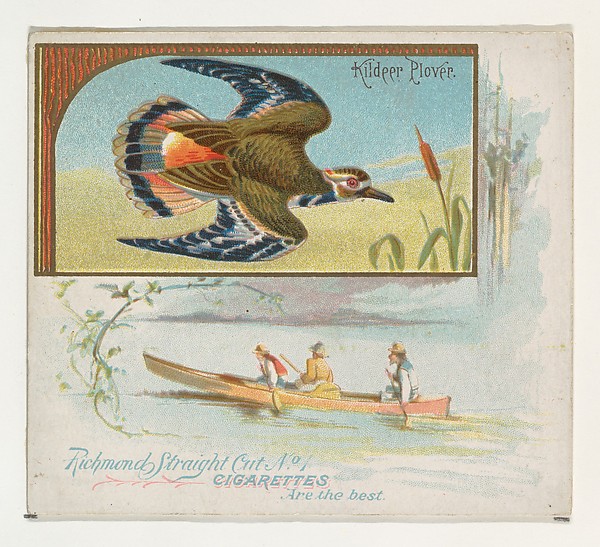 Kildeer Plover.
Richmond Straight Cut No. 1
CIGARETTES
Are the best.